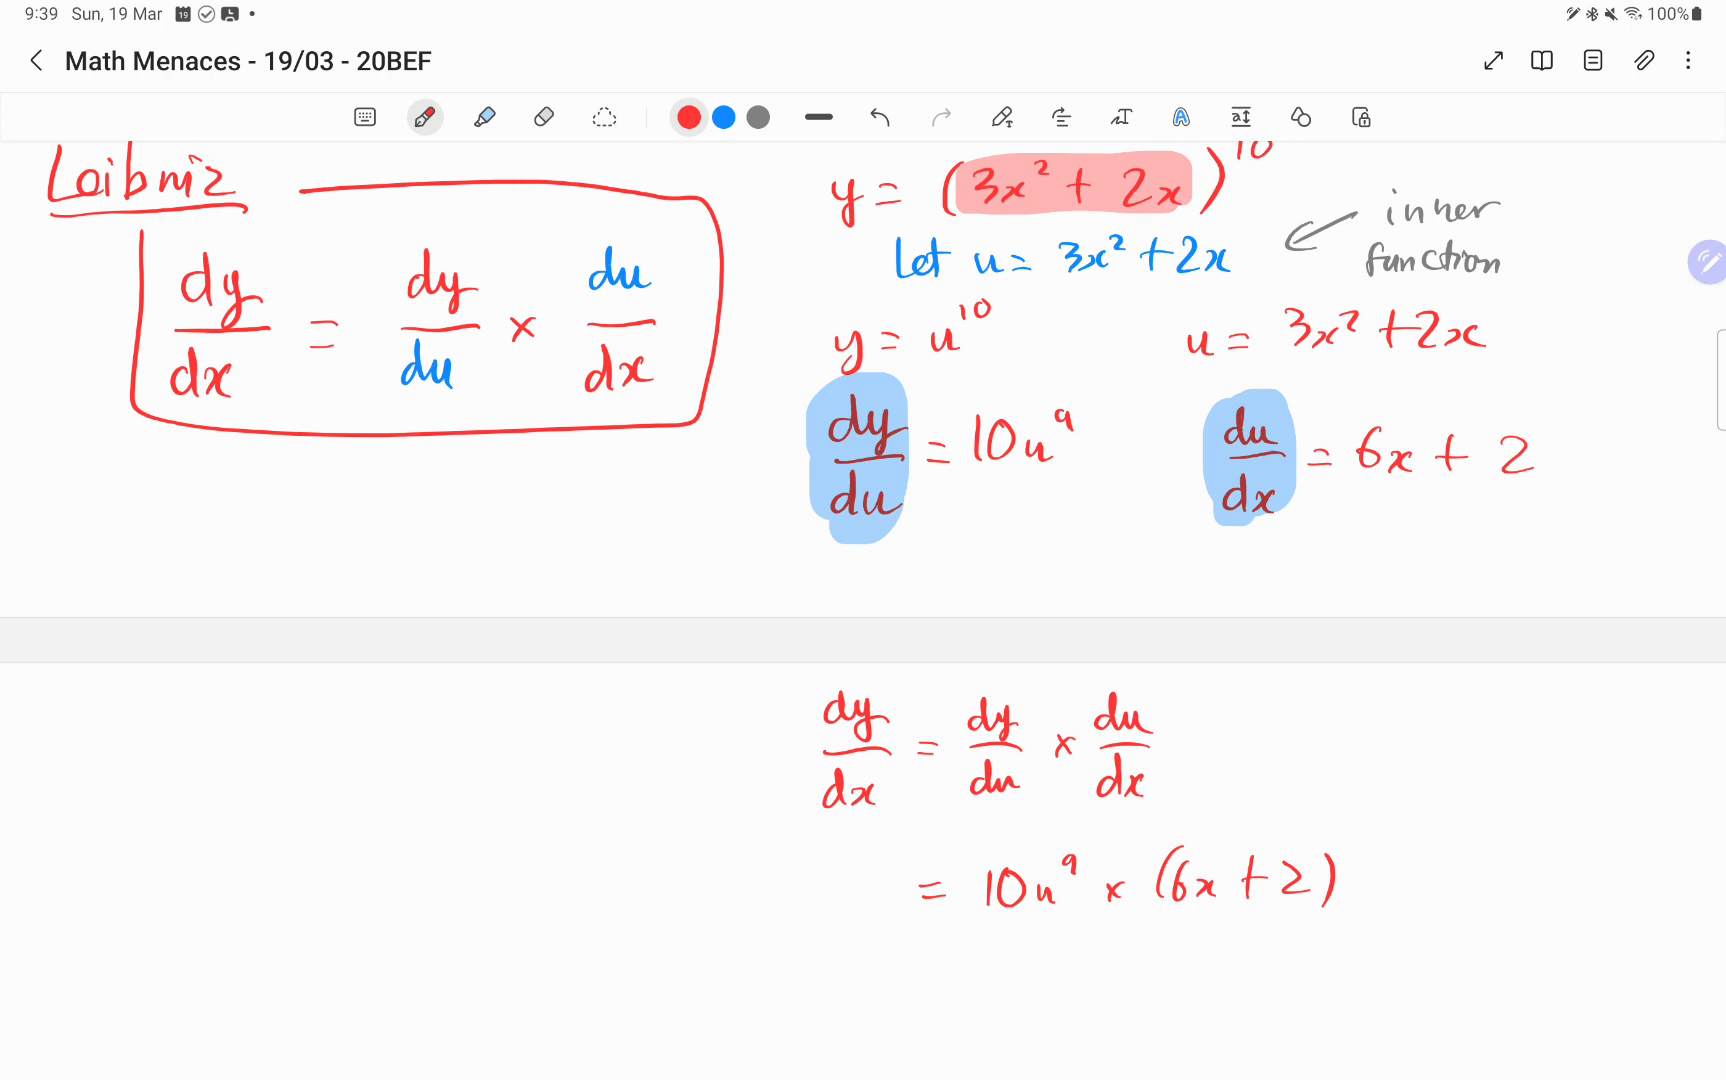 9:39 Sun, 19 Mar 19
100%
Math Menaces - 19/03 - 20BEF
Leibniz
dy/dx = dy/du × du/dx
y = (3x² + 2x)¹⁰
Let u = 3x² + 2x
inner
function
y = u¹⁰
u = 3x² + 2x
dy/du = 10u⁹
du/dx = 6x + 2
dy/dx = dy/du × du/dx
= 10u⁹ × (6x + 2)